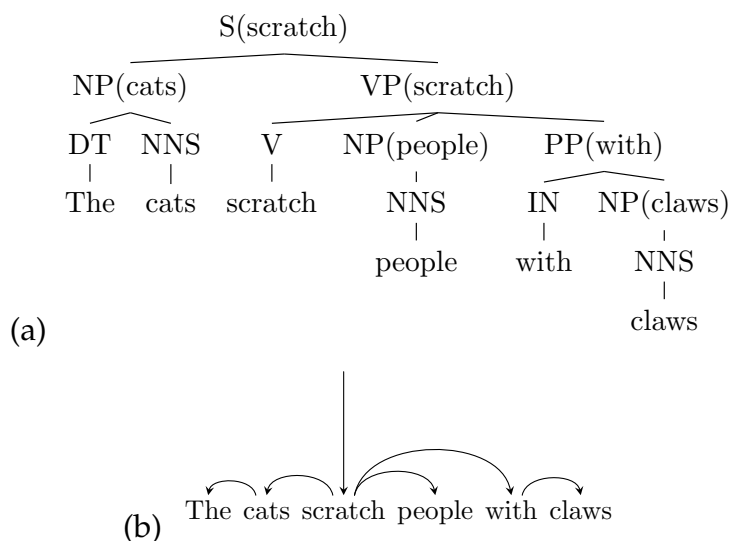 S(scratch)
NP(cats) VP(scratch)
DT NNS V NP(people) PP(with)
The cats scratch NNS IN NP(claws)
people with NNS
claws
(a)
The cats scratch people with claws
(b)